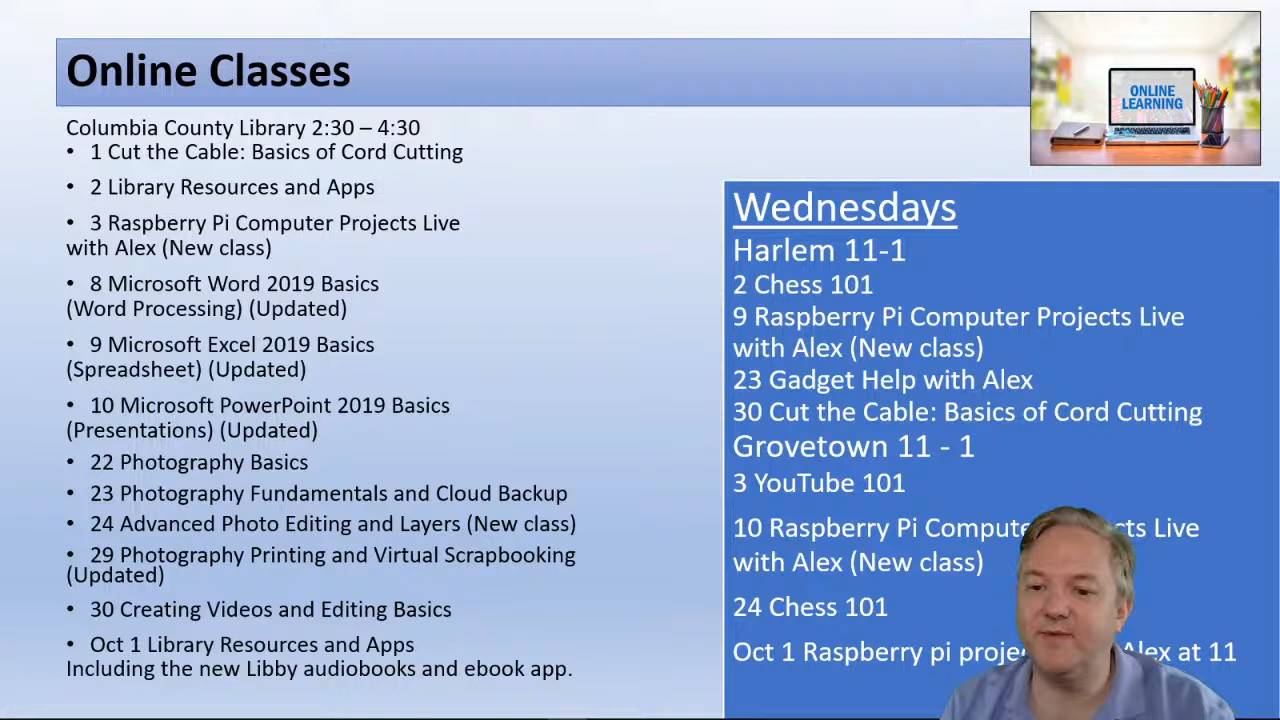 Online Classes
ONLINE
LEARNING
Columbia County Library 2:30 – 4:30
• 1 Cut the Cable: Basics of Cord Cutting
• 2 Library Resources and Apps
• 3 Raspberry Pi Computer Projects Live
with Alex (New class)
• 8 Microsoft Word 2019 Basics
(Word Processing) (Updated)
• 9 Microsoft Excel 2019 Basics
(Spreadsheet) (Updated)
• 10 Microsoft PowerPoint 2019 Basics
(Presentations) (Updated)
• 22 Photography Basics
• 23 Photography Fundamentals and Cloud Backup
• 24 Advanced Photo Editing and Layers (New class)
• 29 Photography Printing and Virtual Scrapbooking
(Updated)
• 30 Creating Videos and Editing Basics
• Oct 1 Library Resources and Apps
Including the new Libby audiobooks and ebook app.
Wednesdays
Harlem 11-1
2 Chess 101
9 Raspberry Pi Computer Projects Live
with Alex (New class)
23 Gadget Help with Alex
30 Cut the Cable: Basics of Cord Cutting
Grovetown 11 - 1
3 YouTube 101
10 Raspberry Pi Live
with Alex (New class)
24 Chess 101
Oct 1 Raspberry pi Alex at 11